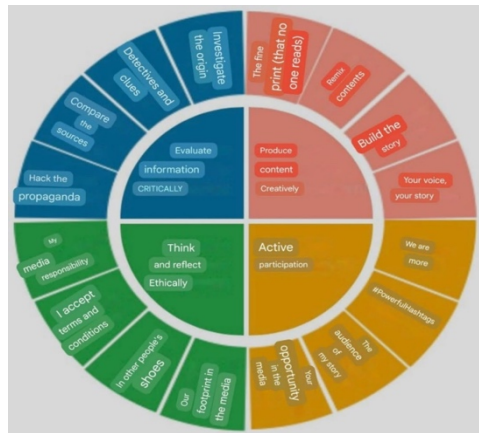 Investigate
the origin
Detectives and
clues
Compare
the
sources
Hack the
propaganda
Evaluate
information
CRITICALLY
The fine
print (that no
one reads)
Remix
contents
Build the
story
Your voice,
your story
Produce
content
Creatively
My
media
responsibility
I accept
terms and
conditions
In other people's
shoes
Our
footprint in
the media
Think
and reflect
Ethically
Active
participation
We are
more
#PowerfulHashtags
The
audience of
my story
Your
opportunity
in the
media